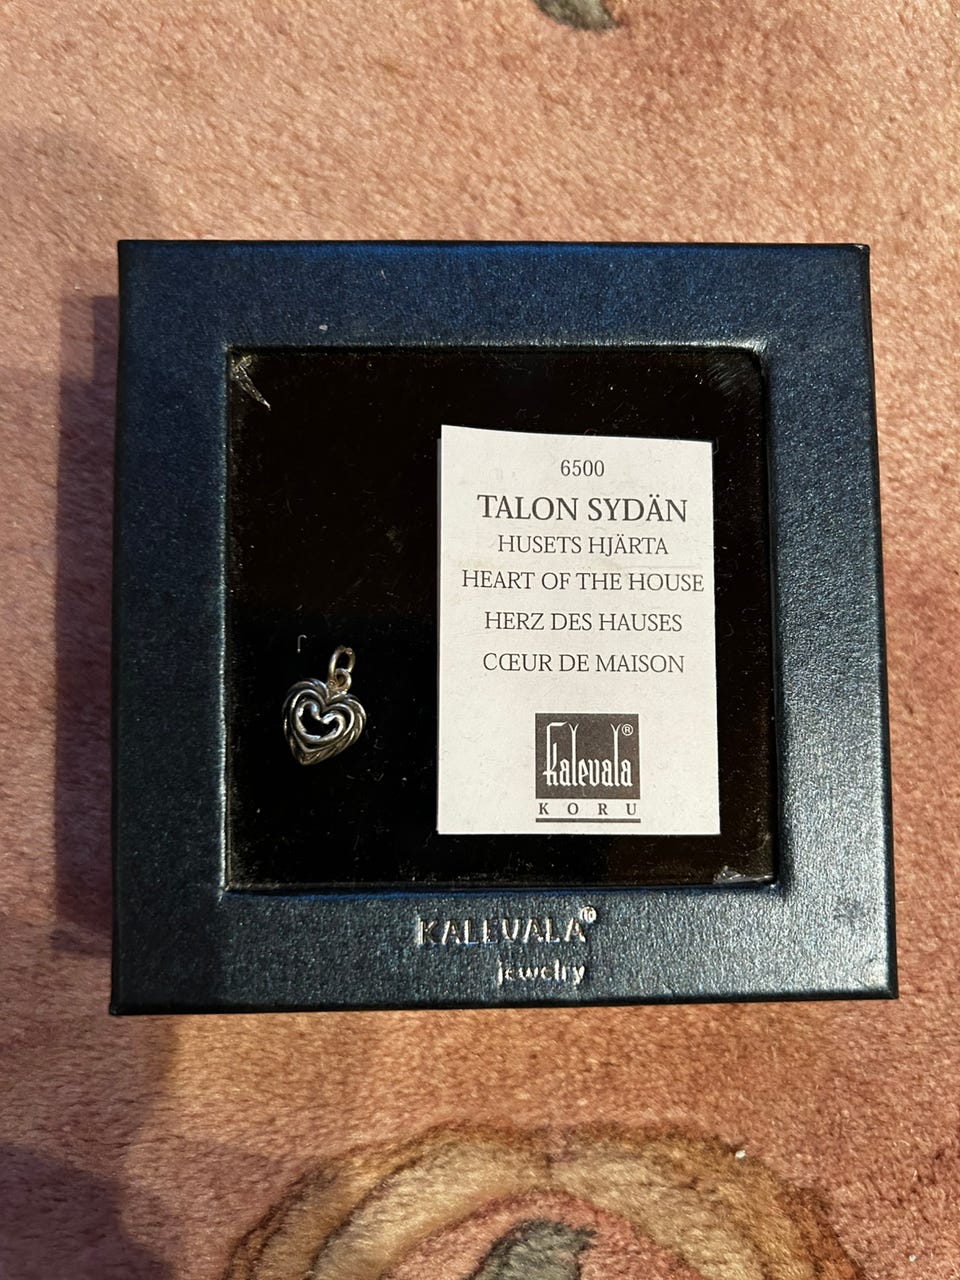 6500
TALON SYDÄN
HUSETS HJÄRTA
HEART OF THE HOUSE
HERZ DES HAUSES
CŒUR DE MAISON
Kalevala®
KORU
KALEVALA®
jewelry